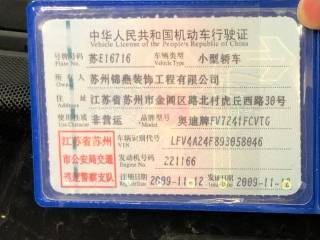 中华人民共和国机动车行驶证
Vehicle License of the People's Republic of China
号牌号码 苏E16716 车辆类型 小型轿车
Plate No. Vehicle Type
所有人 苏州锦燕装饰工程有限公司
Owner
住址 江苏省苏州市金阊区路北村虎丘西路30号
Address
使用性质 非营运 品牌型号 奥迪牌FV7241FCVTG
江苏省苏州
市公安局交通
巡逻警察支队
车辆识别代号 LFV4A24F893058046
VIN
发动机号码 221166
Engine No.
注册日期 2009-11-12 发证日期 2009-11-12